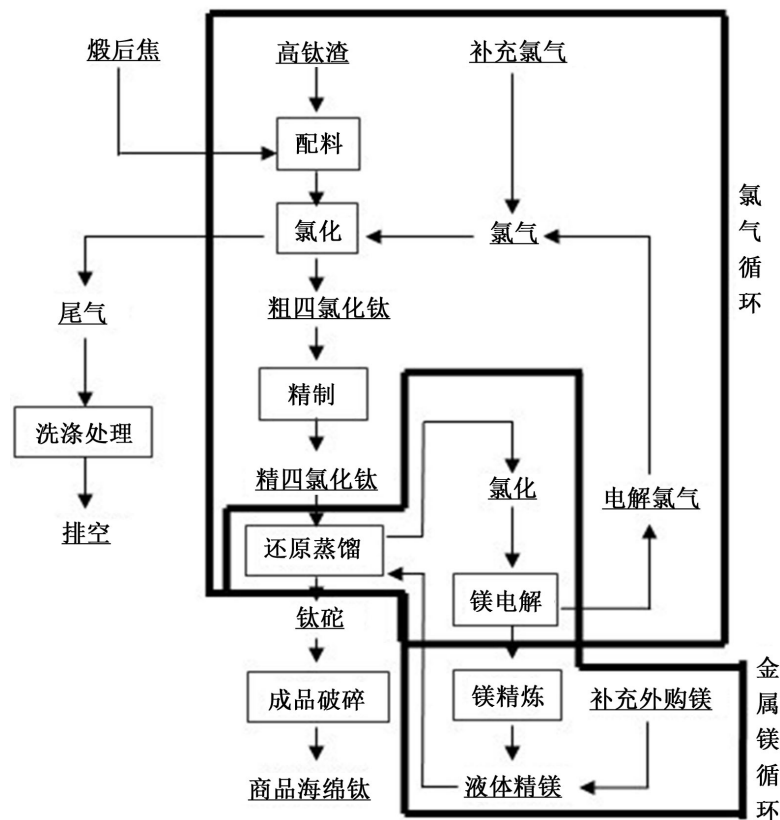 煅后焦
高钛渣
补充氯气
配料
氯化
氯气
氯气循环
尾气
粗四氯化钛
洗涤处理
精制
精四氯化钛
氯化
电解氯气
排空
还原蒸馏
钛砣
镁电解
成品破碎
镁精炼
补充外购镁
金属镁循环
商品海绵钛
液体精镁